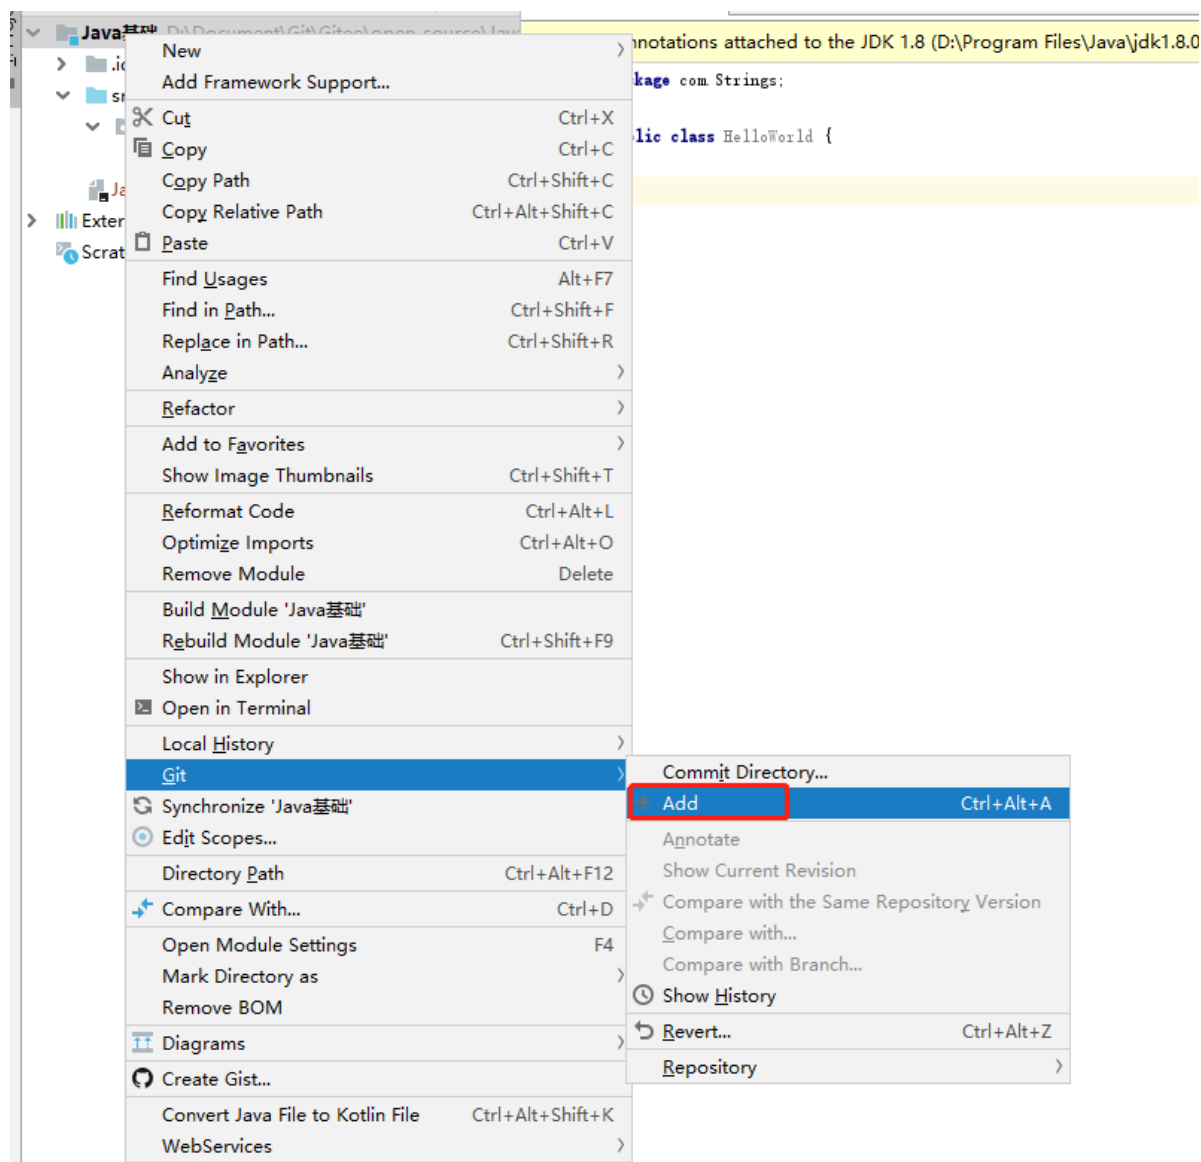 Java基础
New
Add Framework Support...
Cut Ctrl+X
Copy Ctrl+C
Copy Path Ctrl+Shift+C
Copy Relative Path Ctrl+Alt+Shift+C
Paste Ctrl+V
Find Usages Alt+F7
Find in Path... Ctrl+Shift+F
Replace in Path... Ctrl+Shift+R
Analyze
Refactor
Add to Favorites
Show Image Thumbnails Ctrl+Shift+T
Reformat Code Ctrl+Alt+L
Optimize Imports Ctrl+Alt+O
Remove Module Delete
Build Module 'Java基础'
Rebuild Module 'Java基础' Ctrl+Shift+F9
Show in Explorer
Open in Terminal
Local History
Git
Synchronize 'Java基础'
Edit Scopes...
Directory Path Ctrl+Alt+F12
Compare With... Ctrl+D
Open Module Settings F4
Mark Directory as
Remove BOM
Diagrams
Create Gist...
Convert Java File to Kotlin File Ctrl+Alt+Shift+K
WebServices
Exter
Scrat
nnotations attached to the JDK 1.8 (D:\Program Files\Java\jdk1.8.0
kage com.Strings;
lic class HelloWorld {
Commit Directory...
Add Ctrl+Alt+A
Annotate
Show Current Revision
Compare with the Same Repository Version
Compare with...
Compare with Branch...
Show History
Revert... Ctrl+Alt+Z
Repository